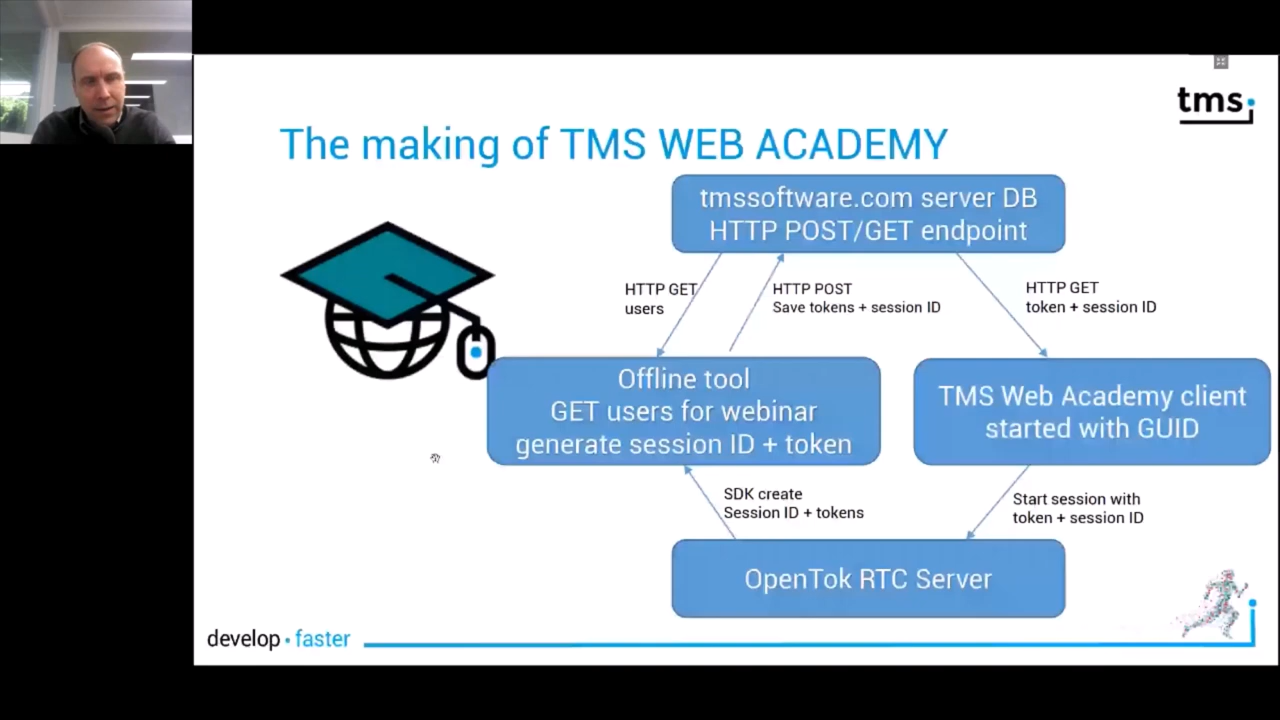 tms
The making of TMS WEB ACADEMY
tmssoftware.com server DB
HTTP POST/GET endpoint
HTTP GET
users
HTTP POST
Save tokens + session ID
HTTP GET
token + session ID
Offline tool
GET users for webinar
generate session ID + token
TMS Web Academy client
started with GUID
SDK create
Session ID + tokens
Start session with
token + session ID
OpenTok RTC Server
develop · faster